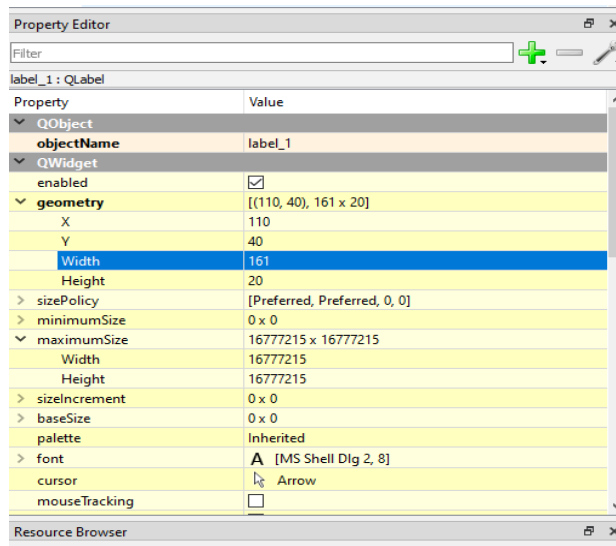 Property Editor
Filter
label_1 : QLabel
Property Value
QObject
objectName label_1
QWidget
enabled
geometry [(110, 40), 161 x 20]
X 110
Y 40
Width 161
Height 20
sizePolicy [Preferred, Preferred, 0, 0]
minimumSize 0 x 0
maximumSize 16777215 x 16777215
Width 16777215
Height 16777215
sizeIncrement 0 x 0
baseSize 0 x 0
palette Inherited
font A [MS Shell Dlg 2, 8]
cursor Arrow
mouseTracking
Resource Browser